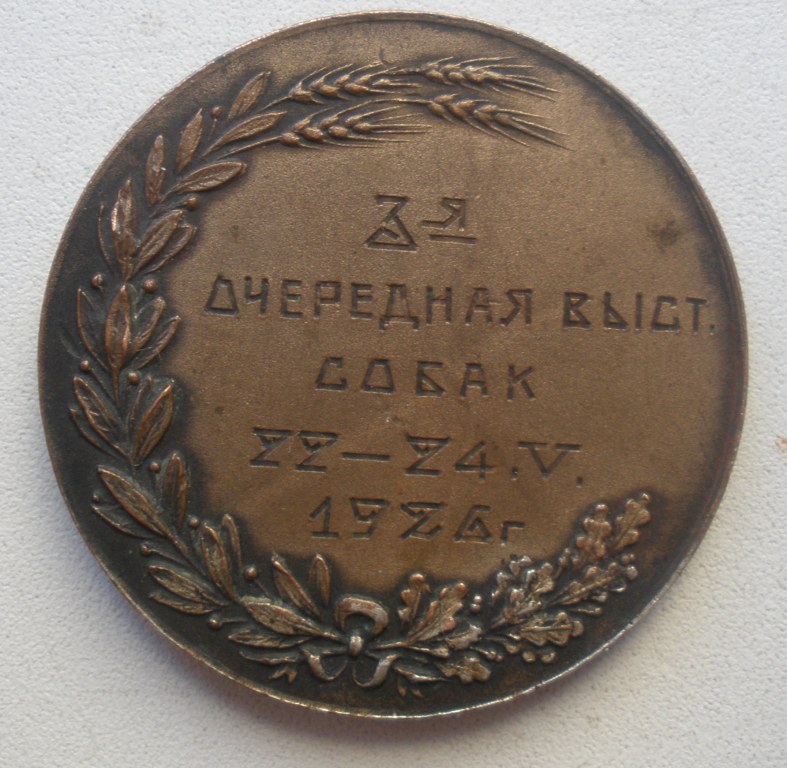 3-я
ОЧЕРЕДНАЯ ВЫСТ.
СОБАК
22-24.V.
1926г